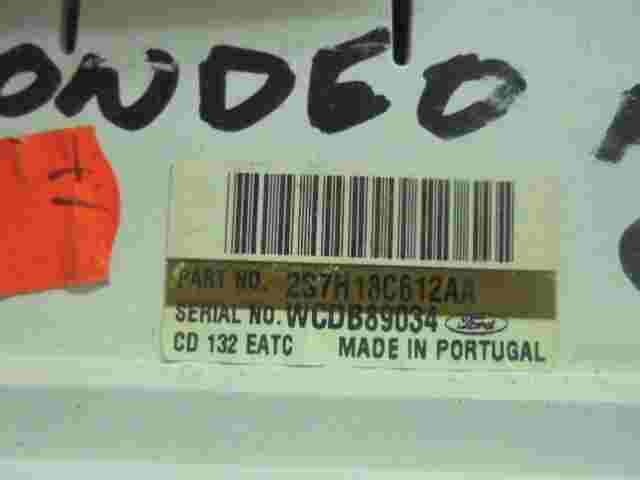 ONDEO
PART NO. 2S7H18C612AA
SERIAL NO. WCDB89034 Ford
CD 132 EATC MADE IN PORTUGAL